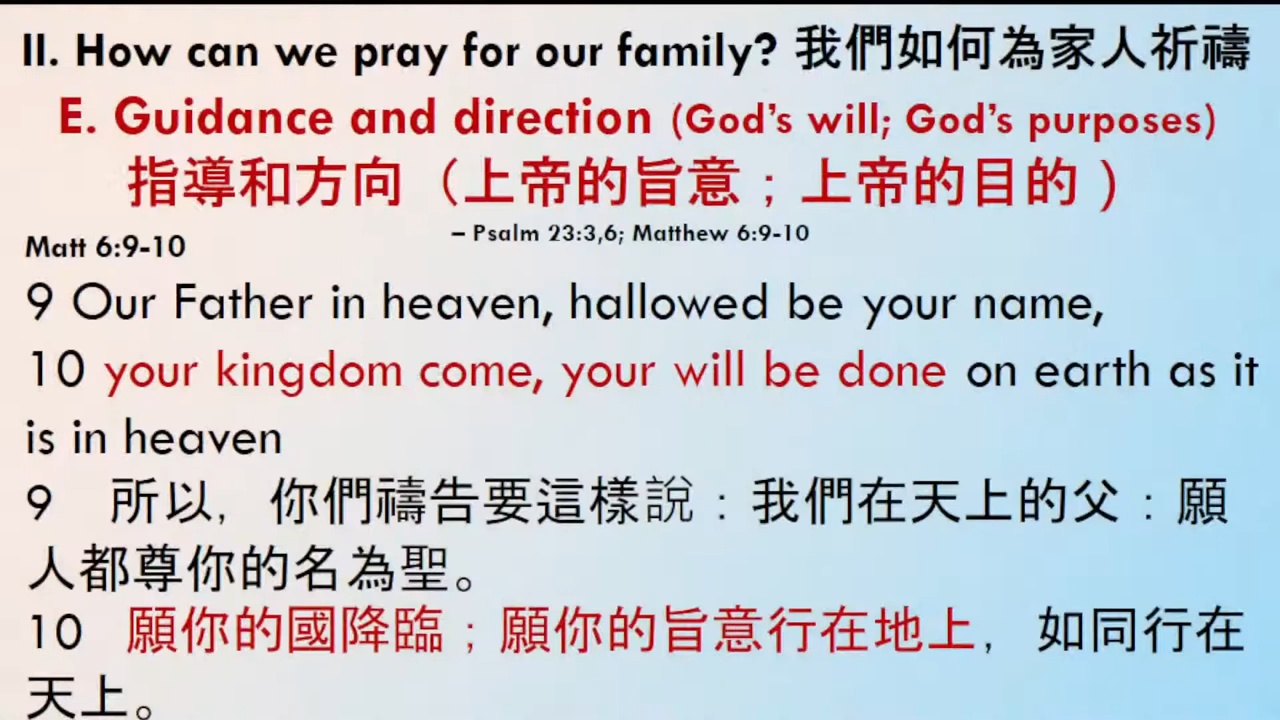 II. How can we pray for our family? 我們如何為家人祈禱
E. Guidance and direction (God's will; God's purposes)
指導和方向（上帝的旨意；上帝的目的）
– Psalm 23:3,6; Matthew 6:9-10
Matt 6:9-10
9 Our Father in heaven, hallowed be your name,
10 your kingdom come, your will be done on earth as it
is in heaven
9 所以，你們禱告要這樣說：我們在天上的父：願
人都尊你的名為聖。
10 願你的國降臨；願你的旨意行在地上，如同行在
天上。